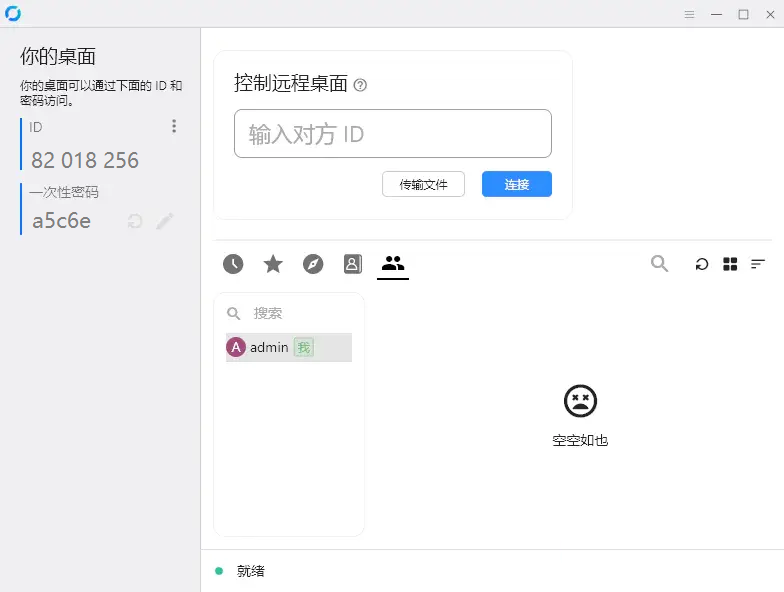 你的桌面
你的桌面可以通过下面的 ID 和
密码访问。
ID
82 018 256
一次性密码
a5c6e
控制远程桌面
输入对方 ID
传输文件
连接
搜索
A admin 我
空空如也
就绪